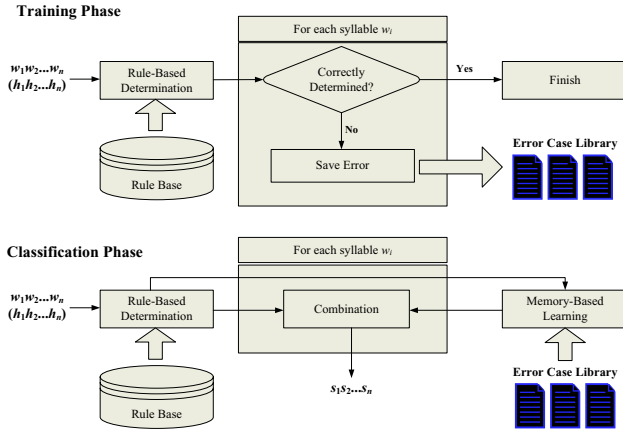 Training Phase
For each syllable wi
w1w2...wn
(h1h2...hn)
Rule-Based
Determination
Correctly
Determined?
Yes
Finish
No
Save Error
Error Case Library
Rule Base
Classification Phase
For each syllable wi
w1w2...wn
(h1h2...hn)
Rule-Based
Determination
Combination
Memory-Based
Learning
s1s2...sn
Error Case Library
Rule Base